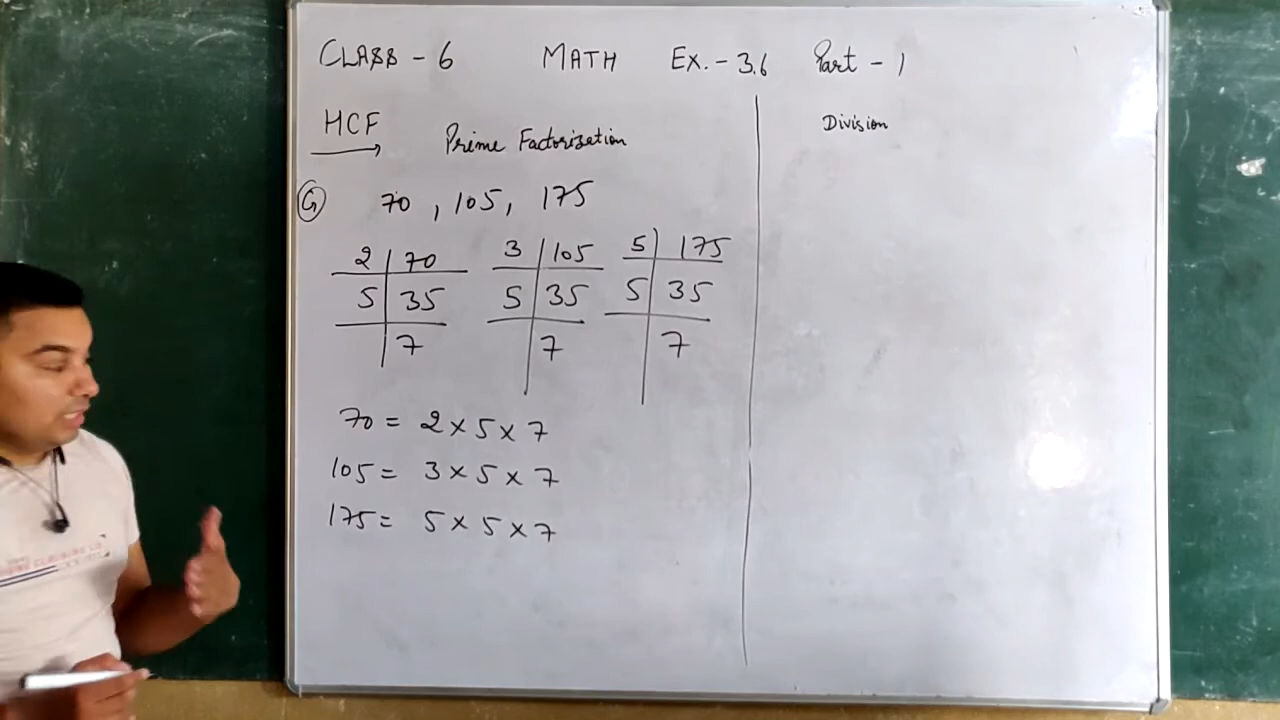 CLASS - 6 MATH EX. - 3.6 Part - 1
HCF
Prime Factorization
Division
G 70, 105, 175
2 | 70
5 | 35
7
3 | 105
5 | 35
7
5 | 175
5 | 35
7
70 = 2 × 5 × 7
105 = 3 × 5 × 7
175 = 5 × 5 × 7